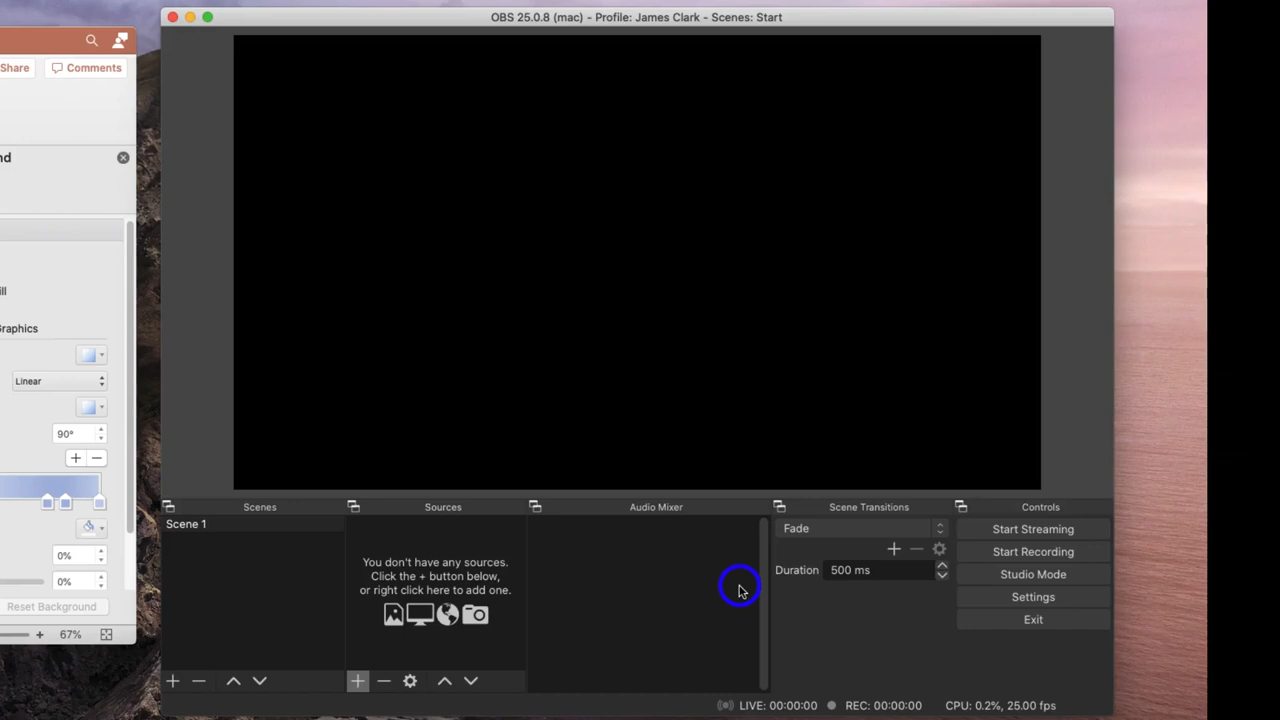 OBS 25.0.8 (mac) - Profile: James Clark - Scenes: Start
Share
Comments
nd
ill
Graphics
Linear
90°
0%
0%
Reset Background
67%
Scenes
Scene 1
Sources
You don't have any sources.
Click the + button below,
or right click here to add one.
Audio Mixer
Scene Transitions
Fade
Duration 500 ms
Controls
Start Streaming
Start Recording
Studio Mode
Settings
Exit
LIVE: 00:00:00 REC: 00:00:00 CPU: 0.2%, 25.00 fps